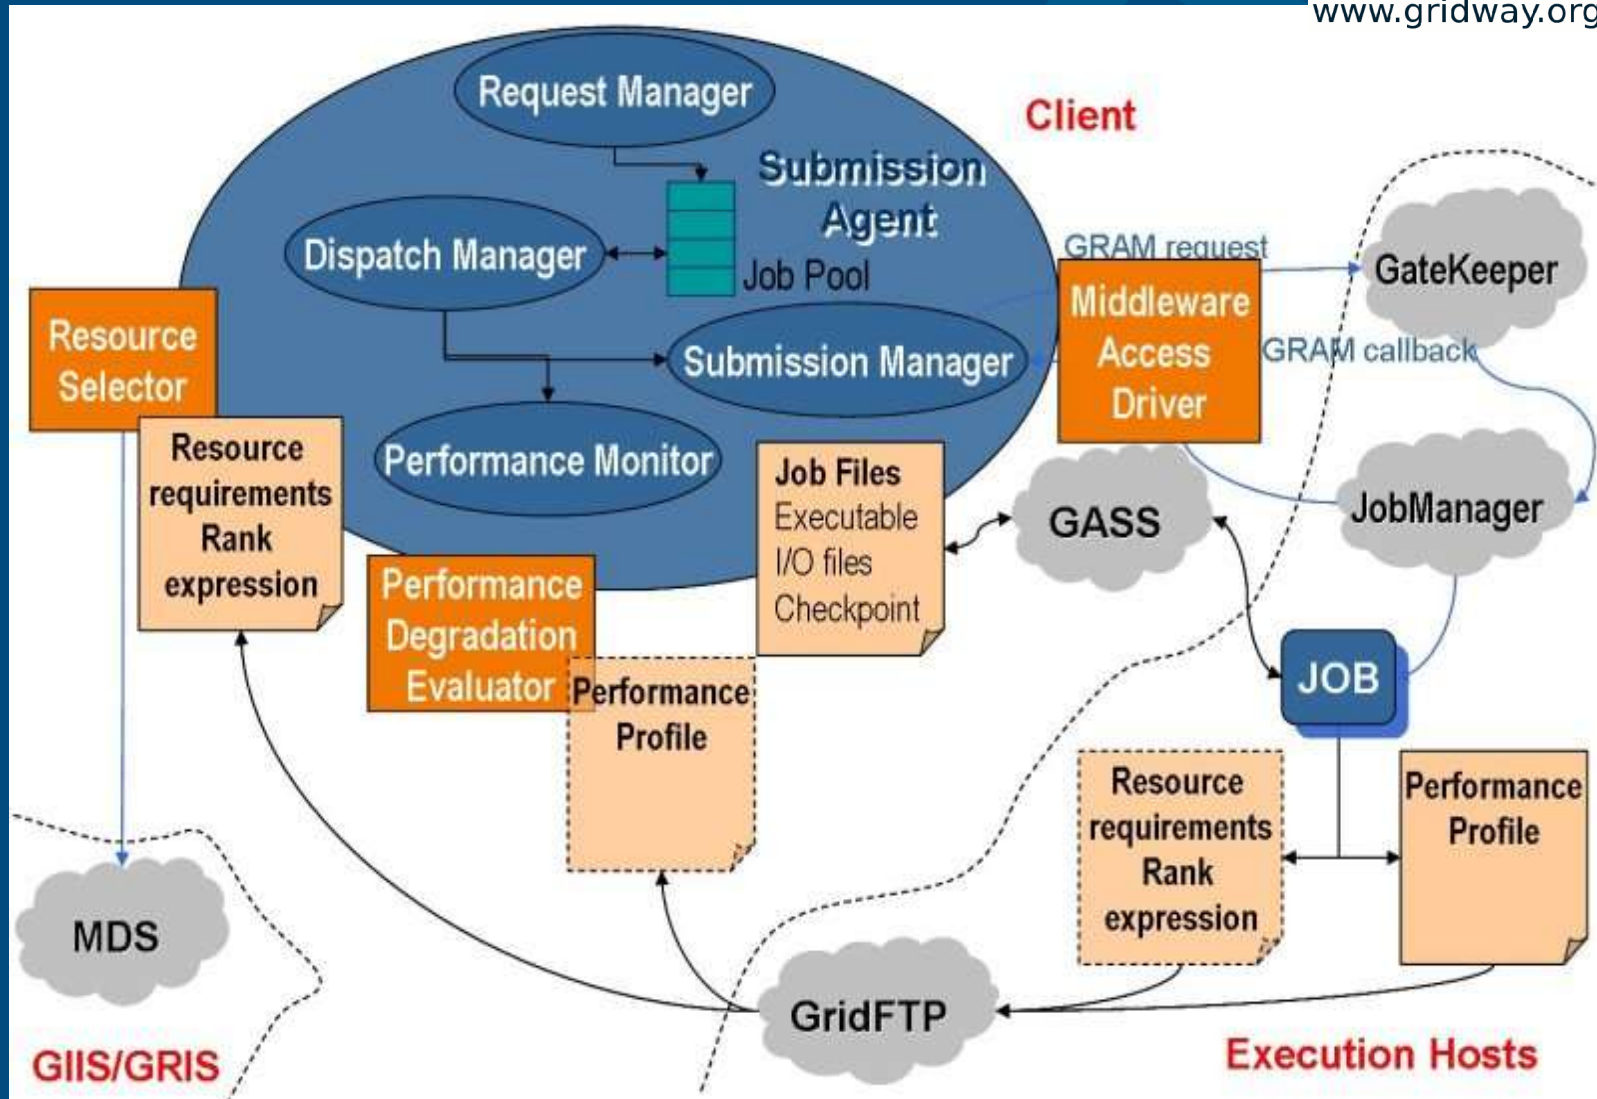 www.gridway.org
Request Manager
Client
Submission
Agent
Dispatch Manager
Job Pool
GRAM request
GateKeeper
Resource
Selector
Middleware
Access
Driver
Submission Manager
GRAM callback
Resource
requirements
Rank
expression
Performance Monitor
Job Files
Executable
I/O files
Checkpoint
GASS
JobManager
Performance
Degradation
Evaluator
Performance
Profile
JOB
Resource
requirements
Rank
expression
Performance
Profile
MDS
GridFTP
GIIS/GRIS
Execution Hosts